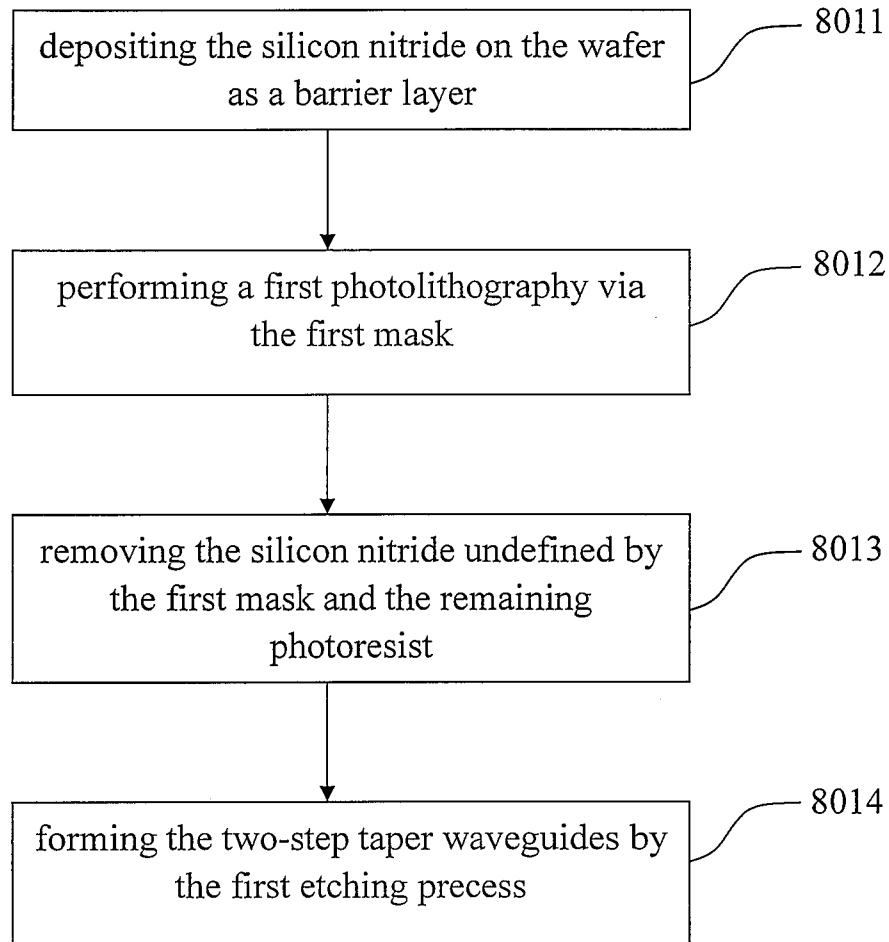 depositing the silicon nitride on the wafer
as a barrier layer
8011
performing a first photolithography via
the first mask
8012
removing the silicon nitride undefined by
the first mask and the remaining
photoresist
8013
forming the two-step taper waveguides by
the first etching precess
8014